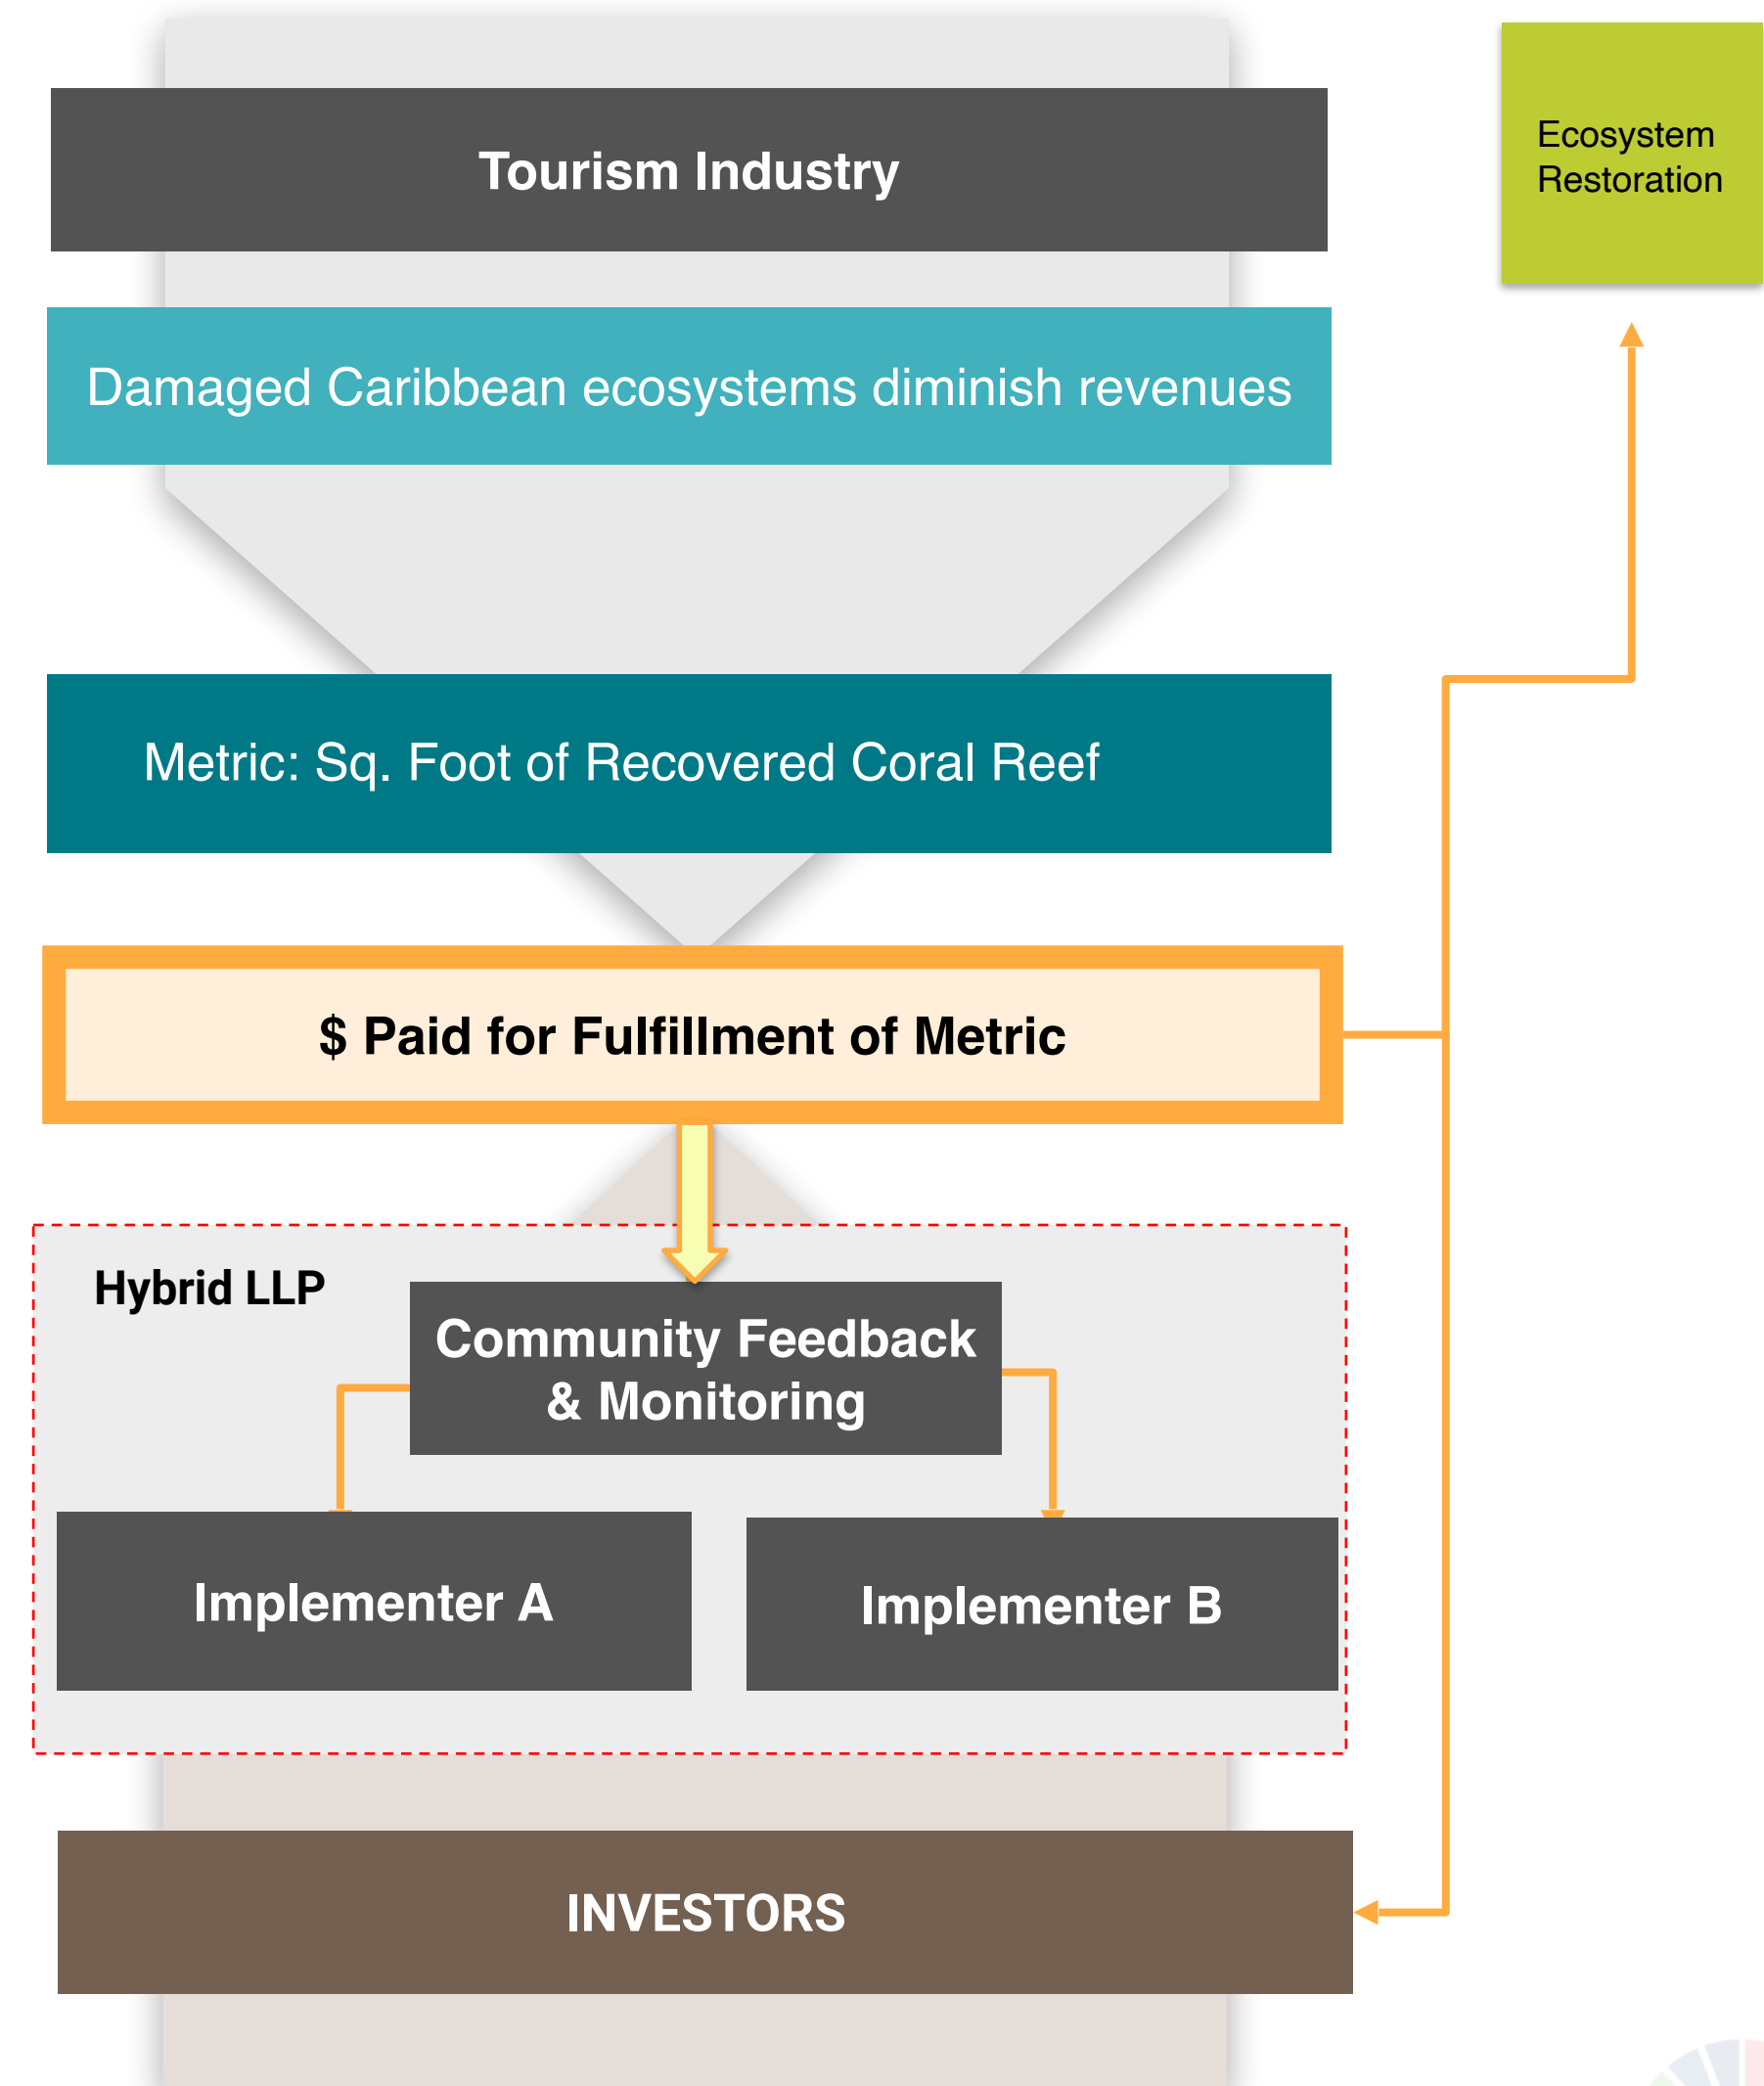 Tourism Industry
Ecosystem
Restoration
Damaged Caribbean ecosystems diminish revenues
Metric: Sq. Foot of Recovered Coral Reef
$ Paid for Fulfillment of Metric
Hybrid LLP
Community Feedback
& Monitoring
Implementer A
Implementer B
INVESTORS